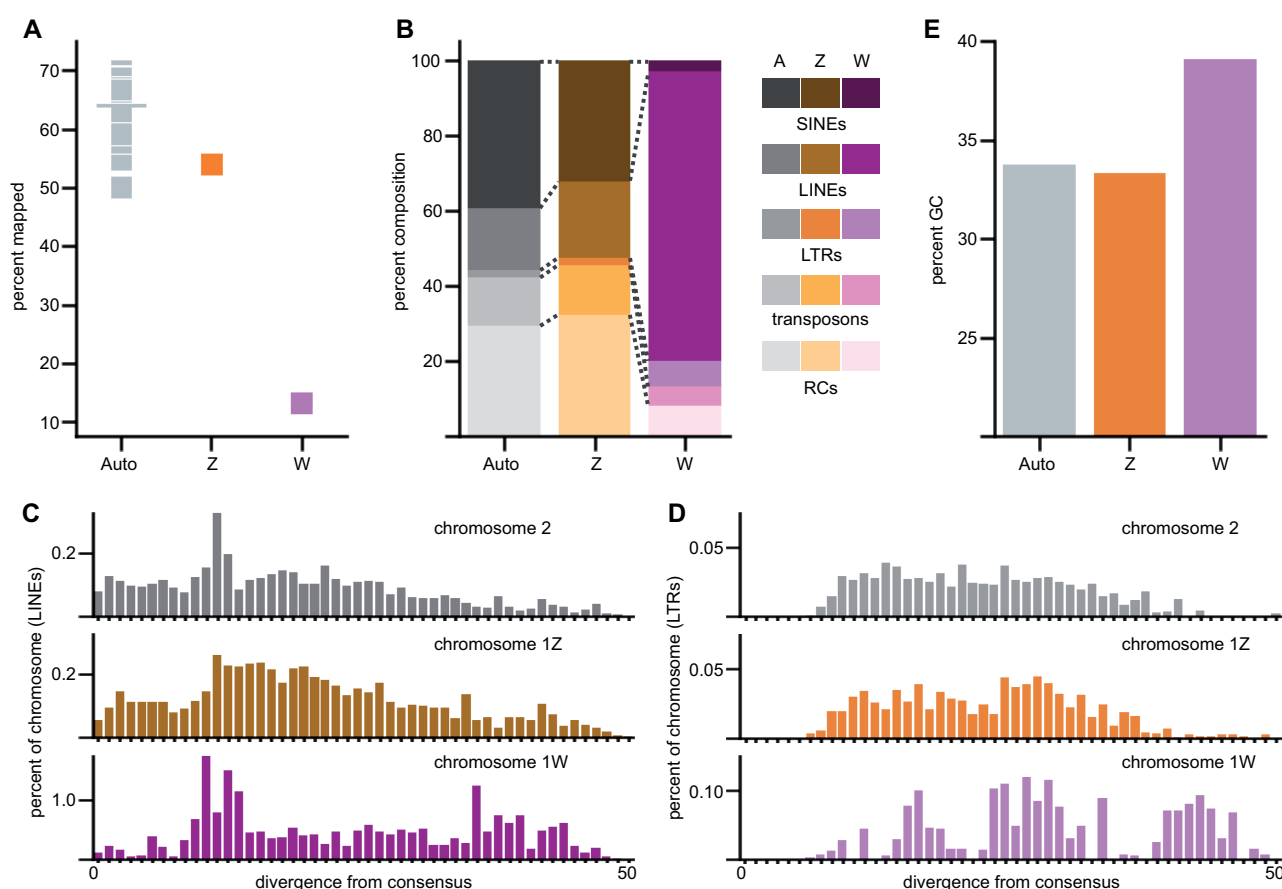 A
percent mapped
70
60
50
40
30
20
10
Auto Z W
B
percent composition
100
80
60
40
20
Auto Z W
A Z W
SINEs
LINEs
LTRs
transposons
RCs
E
percent GC
40
35
30
25
Auto Z W
C
percent of chromosome (LINEs)
chromosome 2
0.2
chromosome 1Z
0.2
chromosome 1W
1.0
0 50
divergence from consensus
D
percent of chromosome (LTRs)
chromosome 2
0.05
chromosome 1Z
0.05
chromosome 1W
0.10
0 50
divergence from consensus